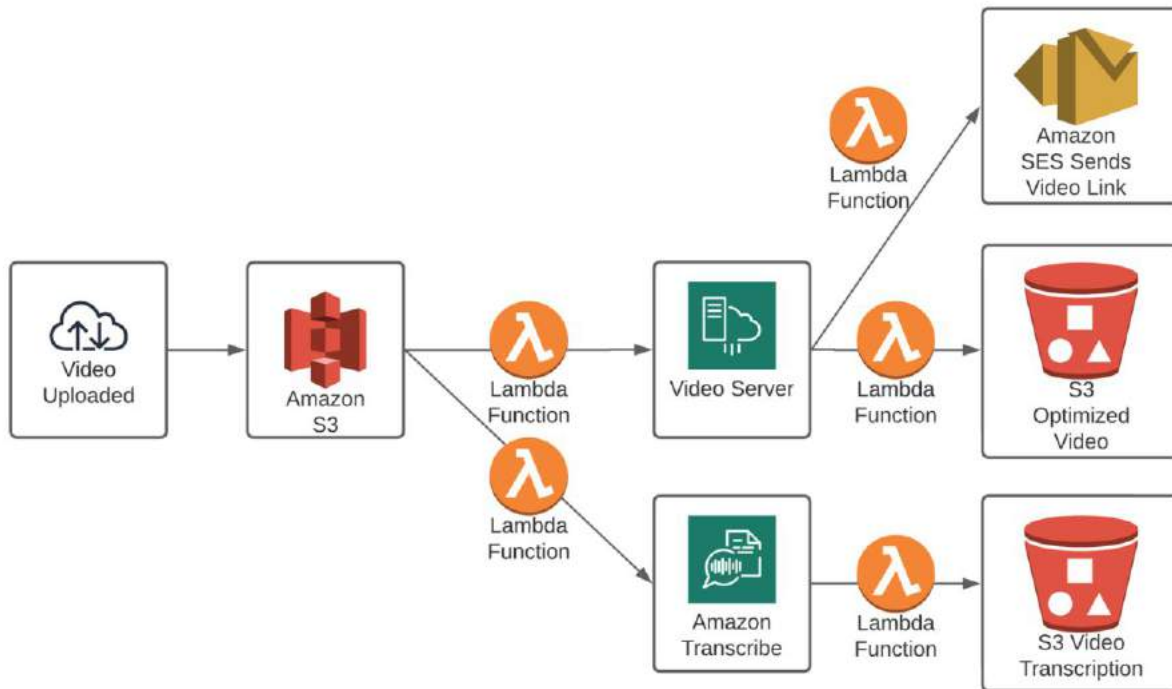 Amazon
SES Sends
Video Link
Lambda
Function
Video
Uploaded
Amazon
S3
Lambda
Function
Video Server
Lambda
Function
S3
Optimized
Video
Lambda
Function
Amazon
Transcribe
Lambda
Function
S3 Video
Transcription